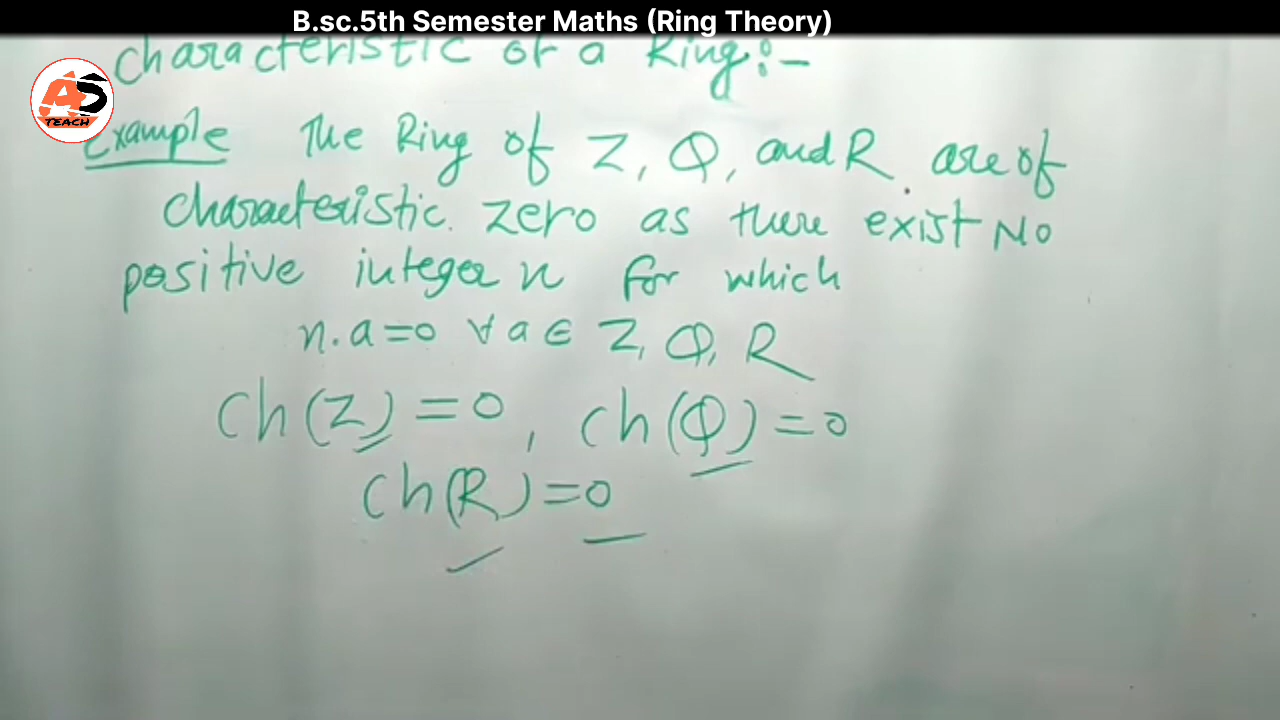 B.sc.5th Semester Maths (Ring Theory)
characteristic of a Ring:-
AS
TEACH
Example The Ring of Z, Q, and R are of
characteristic zero as there exist No
positive integer n for which
n.a=0 ∀ a ∈ Z, Q, R
Ch(Z)=0, Ch(Q)=0
Ch(R)=0